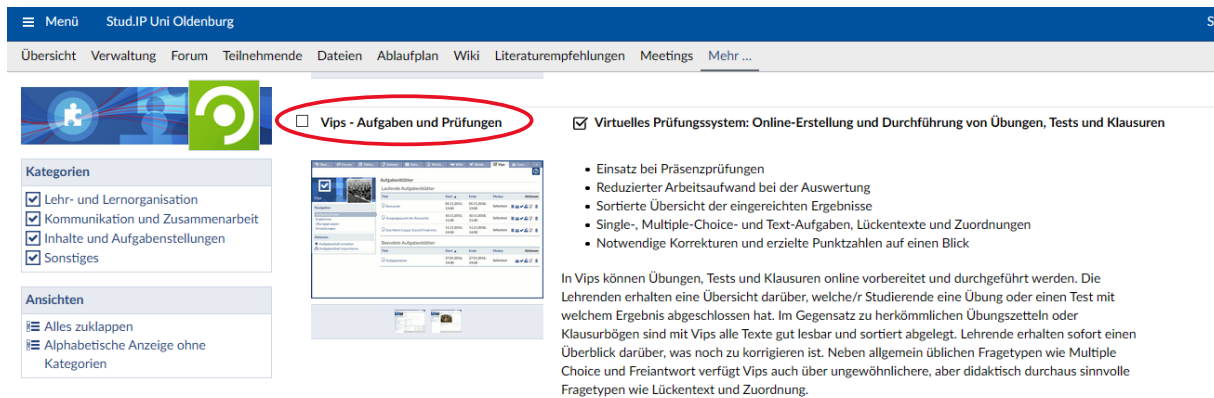 Menü Stud.IP Uni Oldenburg S
Übersicht Verwaltung Forum Teilnehmende Dateien Ablaufplan Wiki Literaturempfehlungen Meetings Mehr ...
Kategorien
Lehr- und Lernorganisation
Kommunikation und Zusammenarbeit
Inhalte und Aufgabenstellungen
Sonstiges
Ansichten
Alles zuklappen
Alphabetische Anzeige ohne
Kategorien
Vips - Aufgaben und Prüfungen
Aufgabenblätter
Laufende Aufgabenblätter
Beendete Aufgabenblätter
Virtuelles Prüfungssystem: Online-Erstellung und Durchführung von Übungen, Tests und Klausuren
• Einsatz bei Präsenzprüfungen
• Reduzierter Arbeitsaufwand bei der Auswertung
• Sortierte Übersicht der eingereichten Ergebnisse
• Single-, Multiple-Choice- und Text-Aufgaben, Lückentexte und Zuordnungen
• Notwendige Korrekturen und erzielte Punktzahlen auf einen Blick
In Vips können Übungen, Tests und Klausuren online vorbereitet und durchgeführt werden. Die
Lehrenden erhalten eine Übersicht darüber, welche/r Studierende eine Übung oder einen Test mit
welchem Ergebnis abgeschlossen hat. Im Gegensatz zu herkömmlichen Übungszetteln oder
Klausurbögen sind mit Vips alle Texte gut lesbar und sortiert abgelegt. Lehrende erhalten sofort einen
Überblick darüber, was noch zu korrigieren ist. Neben allgemein üblichen Fragetypen wie Multiple
Choice und Freiantwort verfügt Vips auch über ungewöhnlichere, aber didaktisch durchaus sinnvolle
Fragetypen wie Lückentext und Zuordnung.